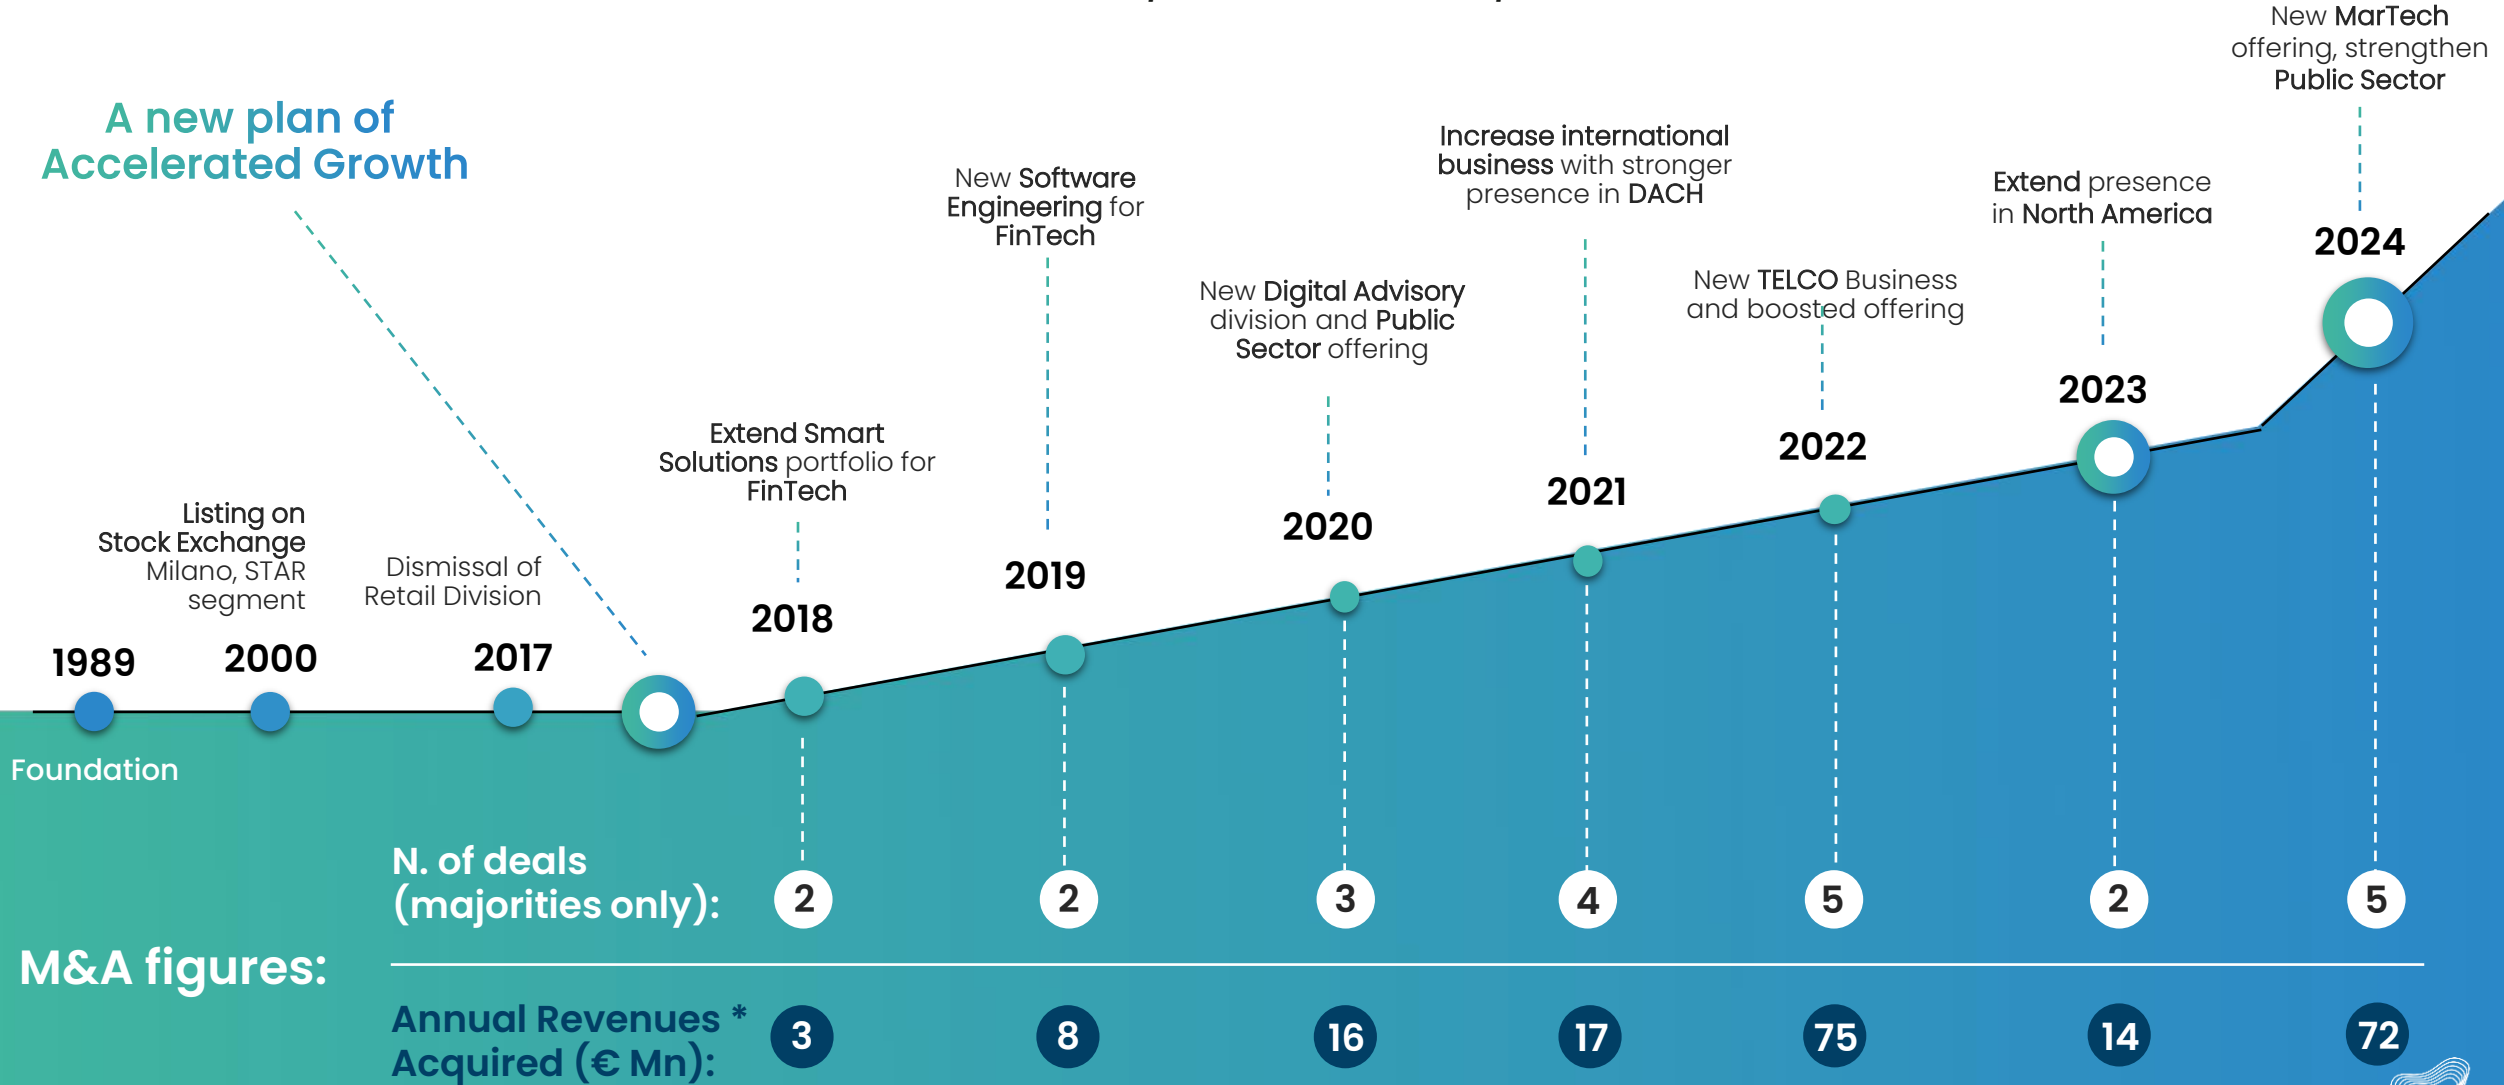 A new plan of
Accelerated Growth
1989
Foundation
Listing on
Stock Exchange
Milano, STAR
segment
2000
Dismissal of
Retail Division
2017
Extend Smart
Solutions portfolio for
FinTech
2018
New Software
Engineering for
FinTech
2019
New Digital Advisory
division and Public
Sector offering
2020
Increase international
business with stronger
presence in DACH
2021
New TELCO Business
and boosted offering
2022
Extend presence
in North America
2023
New MarTech
offering, strengthen
Public Sector
2024
M&A figures:
N. of deals
(majorities only):
2
2
3
4
5
2
5
Annual Revenues *
Acquired (€ Mn):
3
8
16
17
75
14
72